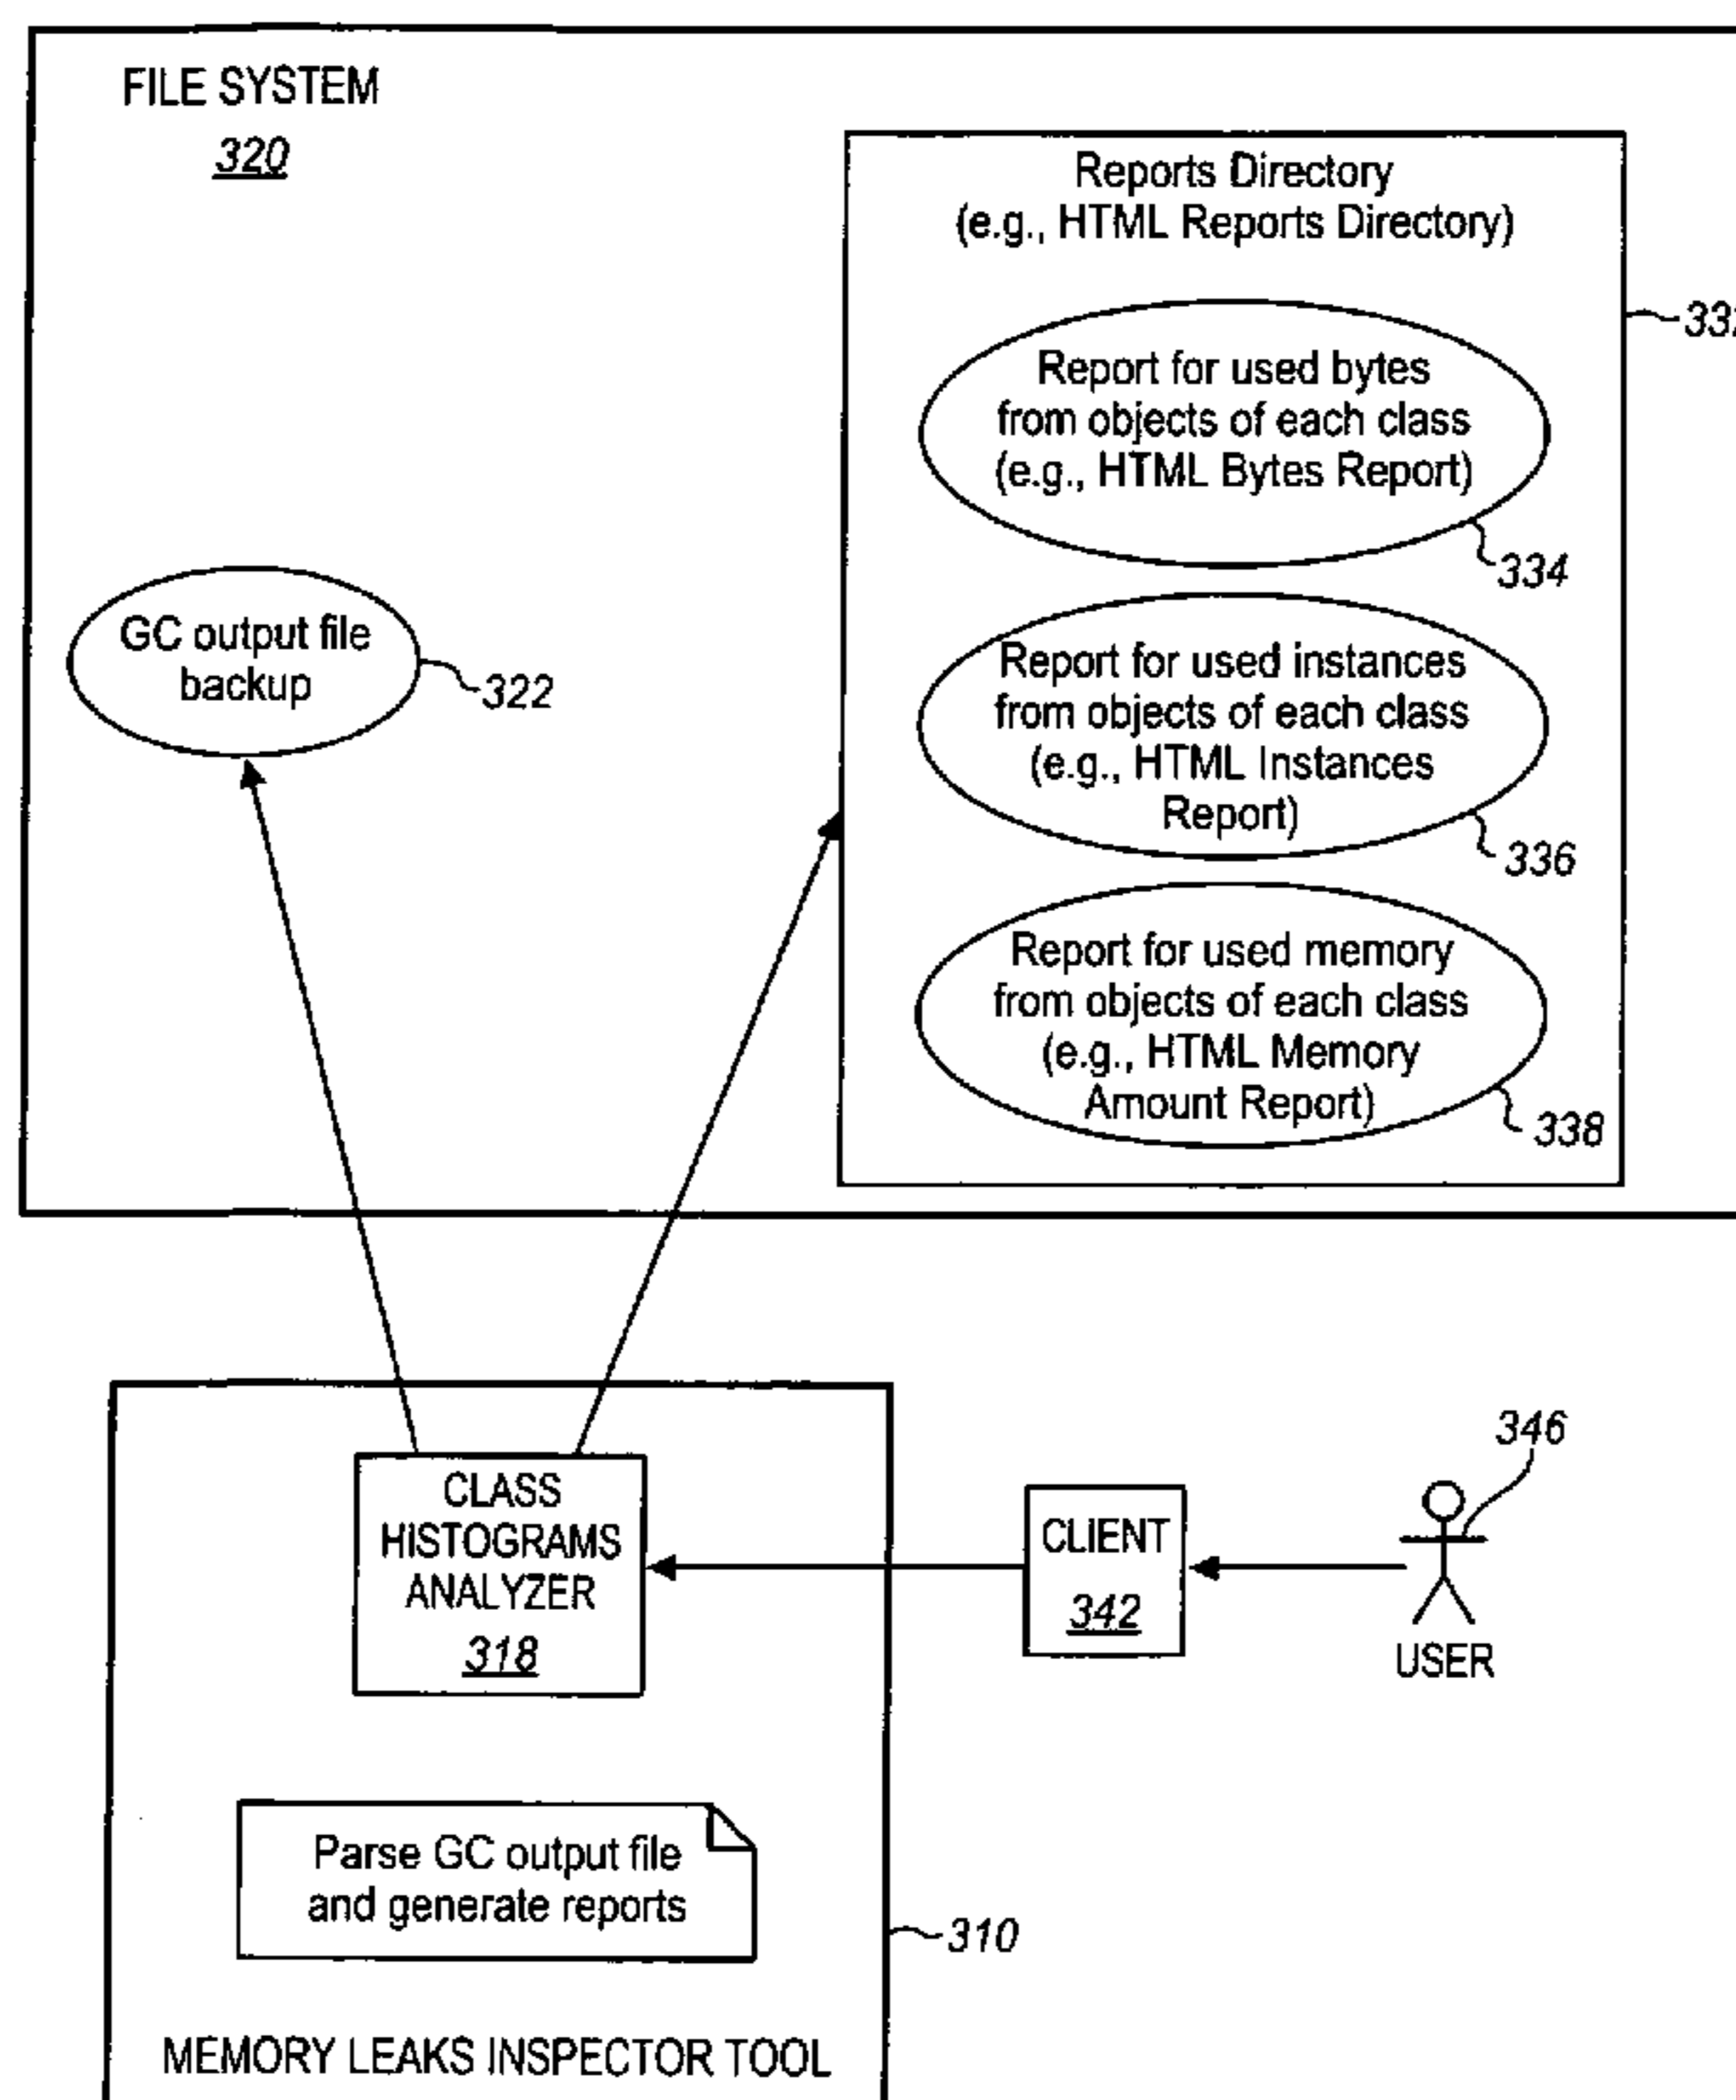 FILE SYSTEM
320
Reports Directory
(e.g., HTML Reports Directory)
Report for used bytes
from objects of each class
(e.g., HTML Bytes Report)
334
GC output file
backup
322
Report for used instances
from objects of each class
(e.g., HTML Instances
Report)
336
Report for used memory
from objects of each class
(e.g., HTML Memory
Amount Report)
338
CLASS
HISTOGRAMS
ANALYZER
318
CLIENT
342
346
USER
Parse GC output file
and generate reports
310
MEMORY LEAKS INSPECTOR TOOL